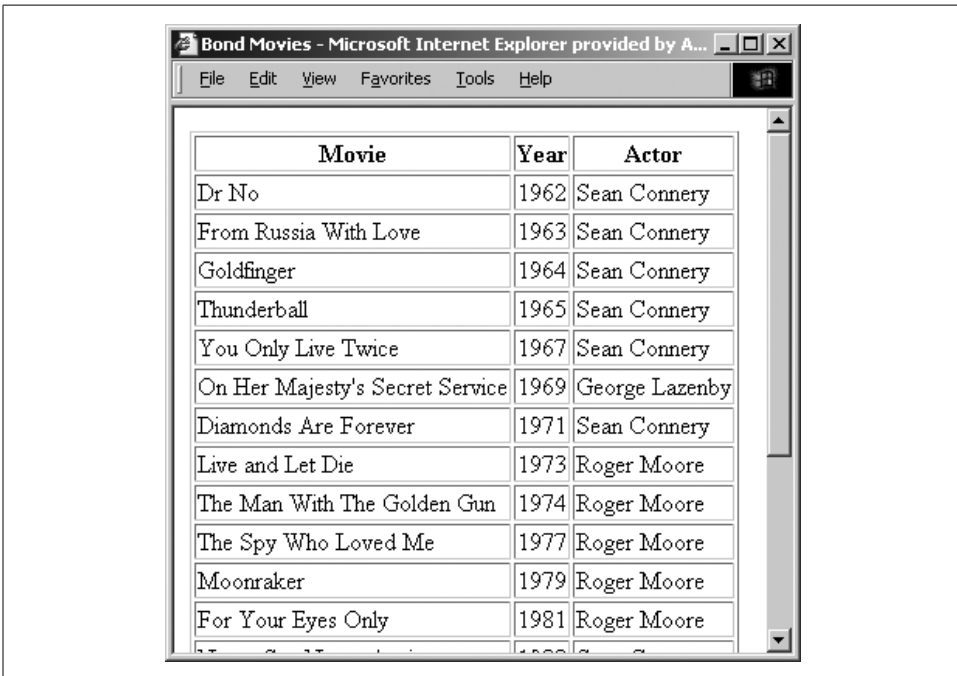 Bond Movies - Microsoft Internet Explorer provided by A...
File Edit View Favorites Tools Help
Movie Year Actor
Dr No 1962 Sean Connery
From Russia With Love 1963 Sean Connery
Goldfinger 1964 Sean Connery
Thunderball 1965 Sean Connery
You Only Live Twice 1967 Sean Connery
On Her Majesty's Secret Service 1969 George Lazenby
Diamonds Are Forever 1971 Sean Connery
Live and Let Die 1973 Roger Moore
The Man With The Golden Gun 1974 Roger Moore
The Spy Who Loved Me 1977 Roger Moore
Moonraker 1979 Roger Moore
For Your Eyes Only 1981 Roger Moore